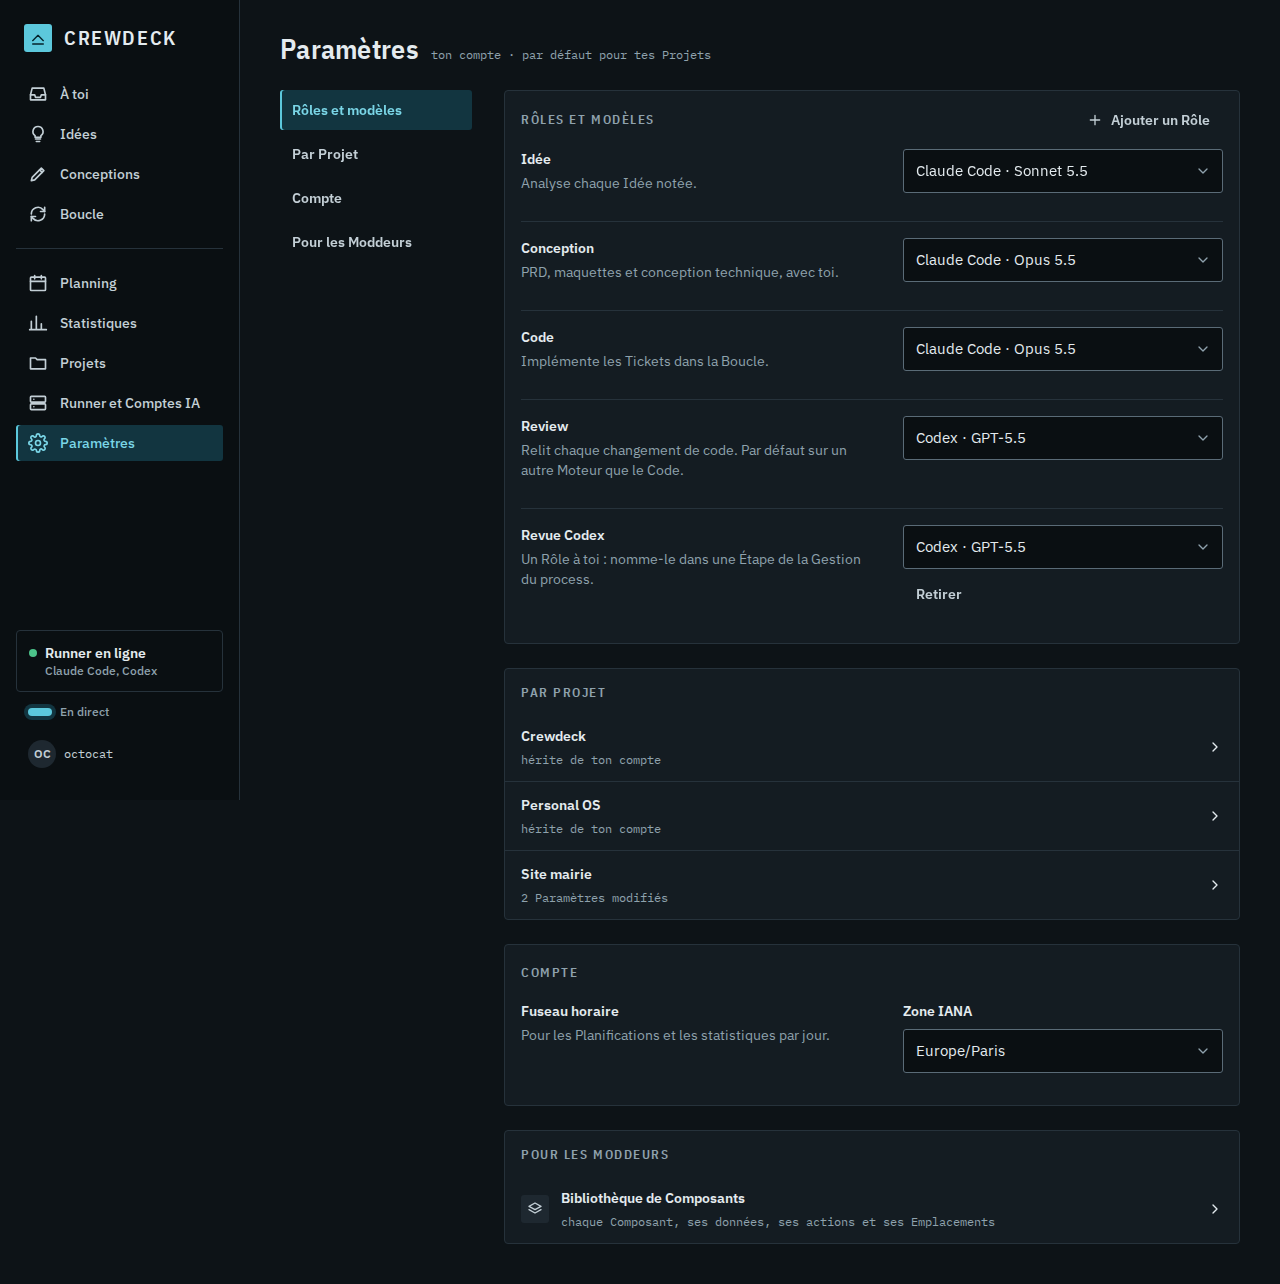 CREWDECK
À toi
Idées
Conceptions
Boucle
Planning
Statistiques
Projets
Runner et Comptes IA
Paramètres
Runner en ligne
Claude Code, Codex
En direct
OC octocat
Paramètres ton compte · par défaut pour tes Projets
Rôles et modèles
Par Projet
Compte
Pour les Moddeurs
RÔLES ET MODÈLES
Ajouter un Rôle
Idée
Analyse chaque Idée notée.
Claude Code · Sonnet 5.5
Conception
PRD, maquettes et conception technique, avec toi.
Claude Code · Opus 5.5
Code
Implémente les Tickets dans la Boucle.
Claude Code · Opus 5.5
Review
Relit chaque changement de code. Par défaut sur un
autre Moteur que le Code.
Codex · GPT-5.5
Revue Codex
Un Rôle à toi : nomme-le dans une Étape de la Gestion
du process.
Codex · GPT-5.5
Retirer
PAR PROJET
Crewdeck
hérite de ton compte
Personal OS
hérite de ton compte
Site mairie
2 Paramètres modifiés
COMPTE
Fuseau horaire
Pour les Planifications et les statistiques par jour.
Zone IANA
Europe/Paris
POUR LES MODDEURS
Bibliothèque de Composants
chaque Composant, ses données, ses actions et ses Emplacements